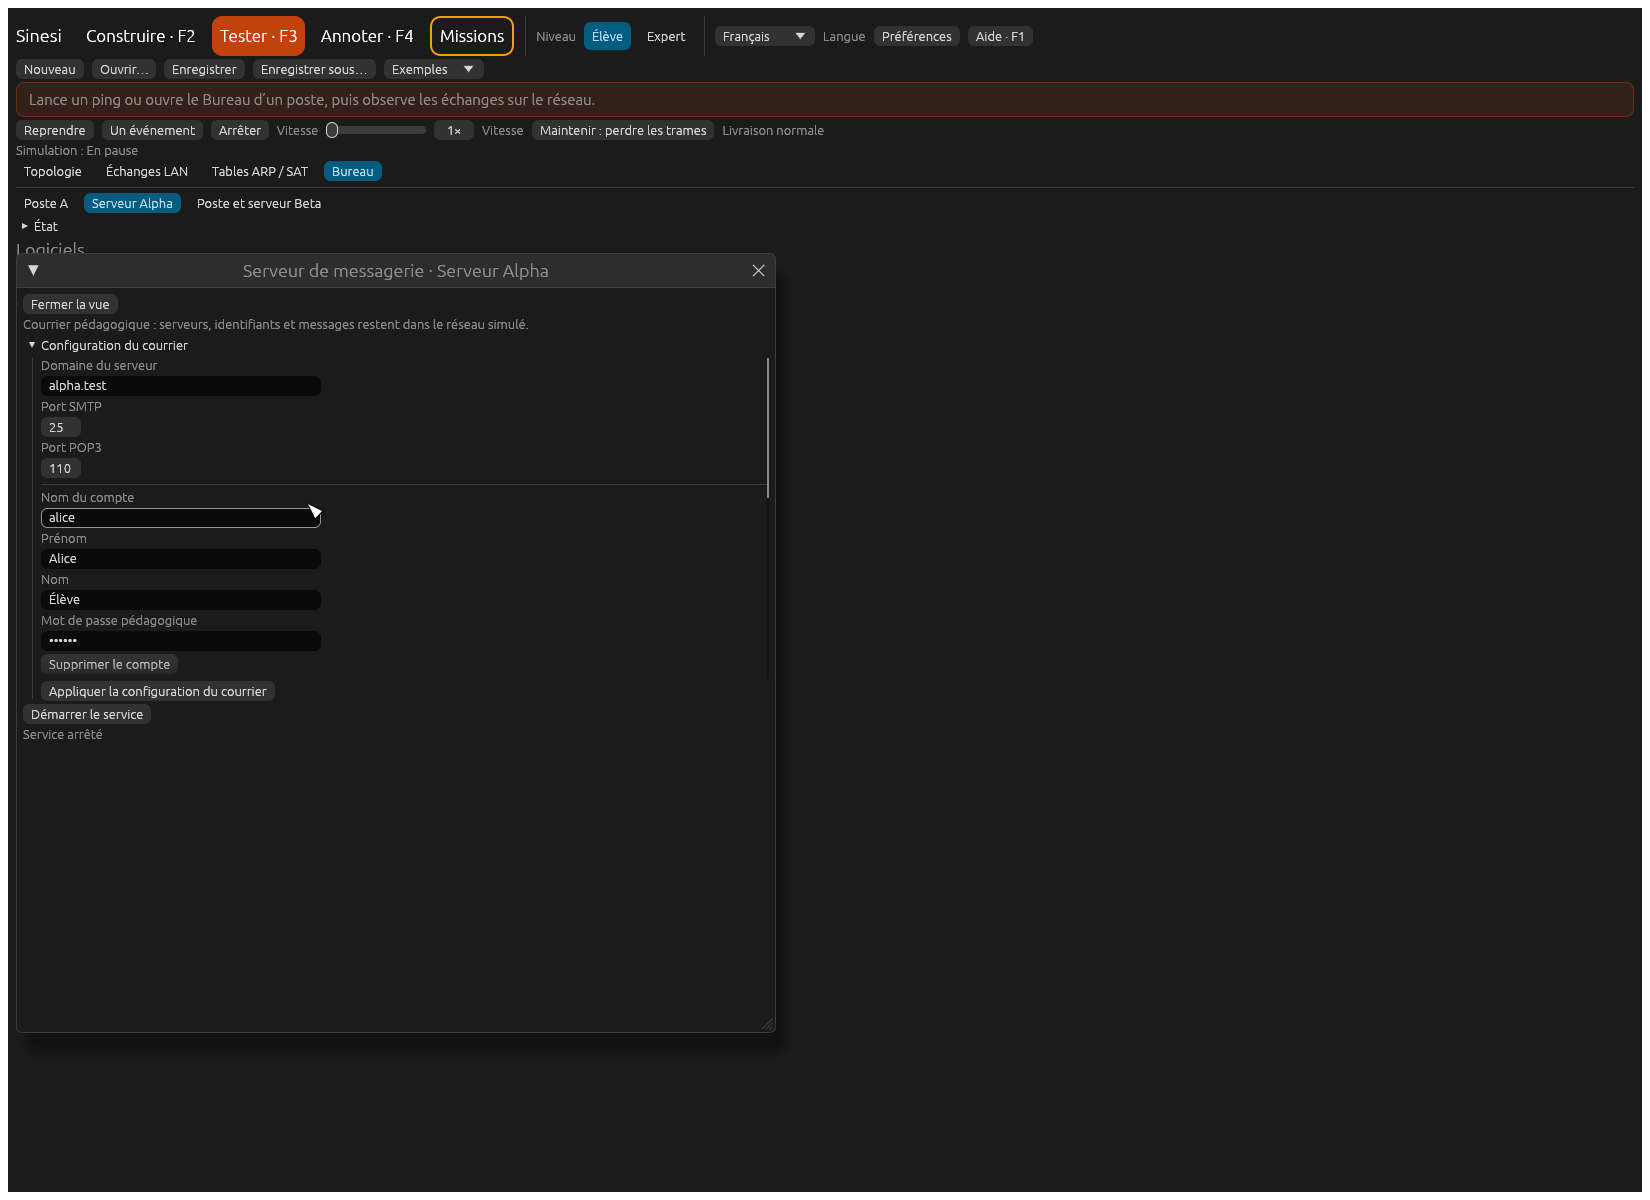 Sinesi Construire · F2 Tester · F3 Annoter · F4 Missions Niveau Élève Expert Français Langue Préférences Aide · F1
Nouveau Ouvrir… Enregistrer Enregistrer sous… Exemples
Lance un ping ou ouvre le Bureau d’un poste, puis observe les échanges sur le réseau.
Reprendre Un événement Arrêter Vitesse 1× Vitesse Maintenir : perdre les trames Livraison normale
Simulation : En pause
Topologie Échanges LAN Tables ARP / SAT Bureau
Poste A Serveur Alpha Poste et serveur Beta
État
Logiciels
Serveur de messagerie · Serveur Alpha
Fermer la vue
Courrier pédagogique : serveurs, identifiants et messages restent dans le réseau simulé.
Configuration du courrier
Domaine du serveur
alpha.test
Port SMTP
25
Port POP3
110
Nom du compte
alice
Prénom
Alice
Nom
Élève
Mot de passe pédagogique
••••••
Supprimer le compte
Appliquer la configuration du courrier
Démarrer le service
Service arrêté